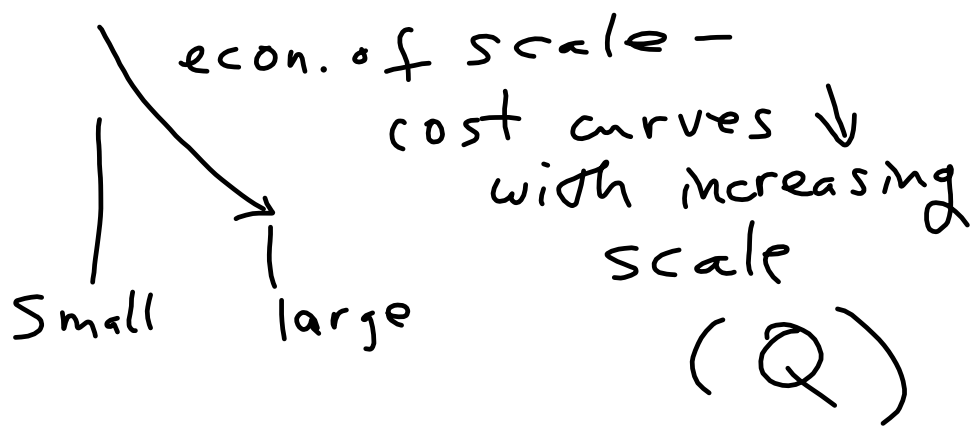 econ. of scale –
cost curves ↓
with increasing
scale
Small large
(Q)